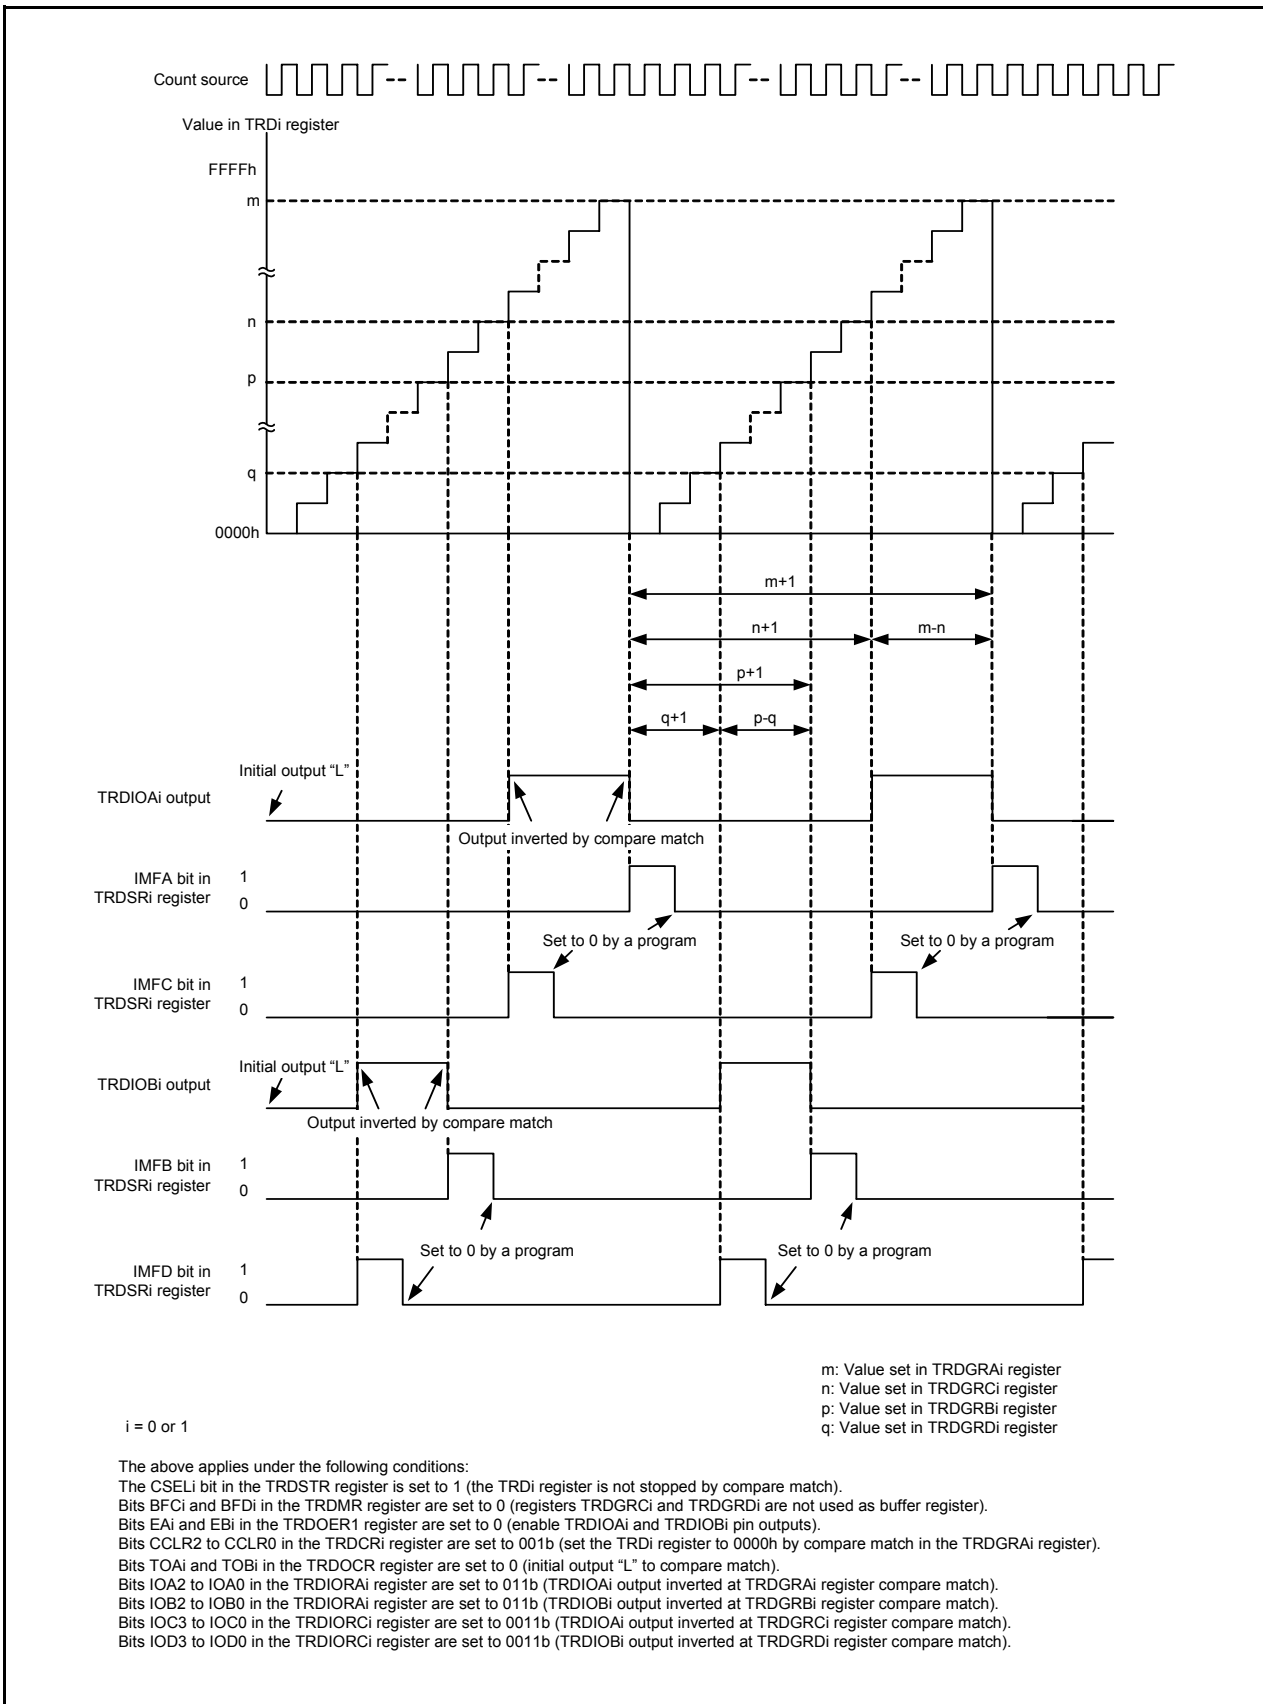 Count source
Value in TRDi register
FFFFh
m
n
p
q
0000h
m+1
n+1
m-n
p+1
q+1
p-q
Initial output “L”
TRDIOAi output
Output inverted by compare match
IMFA bit in
TRDSRi register
1
0
Set to 0 by a program
Set to 0 by a program
IMFC bit in
TRDSRi register
1
0
Initial output “L”
TRDIOBi output
Output inverted by compare match
IMFB bit in
TRDSRi register
1
0
Set to 0 by a program
Set to 0 by a program
IMFD bit in
TRDSRi register
1
0
m: Value set in TRDGRAi register
n: Value set in TRDGRCi register
p: Value set in TRDGRBi register
q: Value set in TRDGRDi register
i = 0 or 1
The above applies under the following conditions:
The CSELi bit in the TRDSTR register is set to 1 (the TRDi register is not stopped by compare match).
Bits BFCi and BFDi in the TRDMR register are set to 0 (registers TRDGRCi and TRDGRDi are not used as buffer register).
Bits EAi and EBi in the TRDOER1 register are set to 0 (enable TRDIOAi and TRDIOBi pin outputs).
Bits CCLR2 to CCLR0 in the TRDCRi register are set to 001b (set the TRDi register to 0000h by compare match in the TRDGRAi register).
Bits TOAi and TOBi in the TRDOCR register are set to 0 (initial output “L” to compare match).
Bits IOA2 to IOA0 in the TRDIORAi register are set to 011b (TRDIOAi output inverted at TRDGRAi register compare match).
Bits IOB2 to IOB0 in the TRDIORAi register are set to 011b (TRDIOBi output inverted at TRDGRBi register compare match).
Bits IOC3 to IOC0 in the TRDIORCi register are set to 0011b (TRDIOAi output inverted at TRDGRCi register compare match).
Bits IOD3 to IOD0 in the TRDIORCi register are set to 0011b (TRDIOBi output inverted at TRDGRDi register compare match).